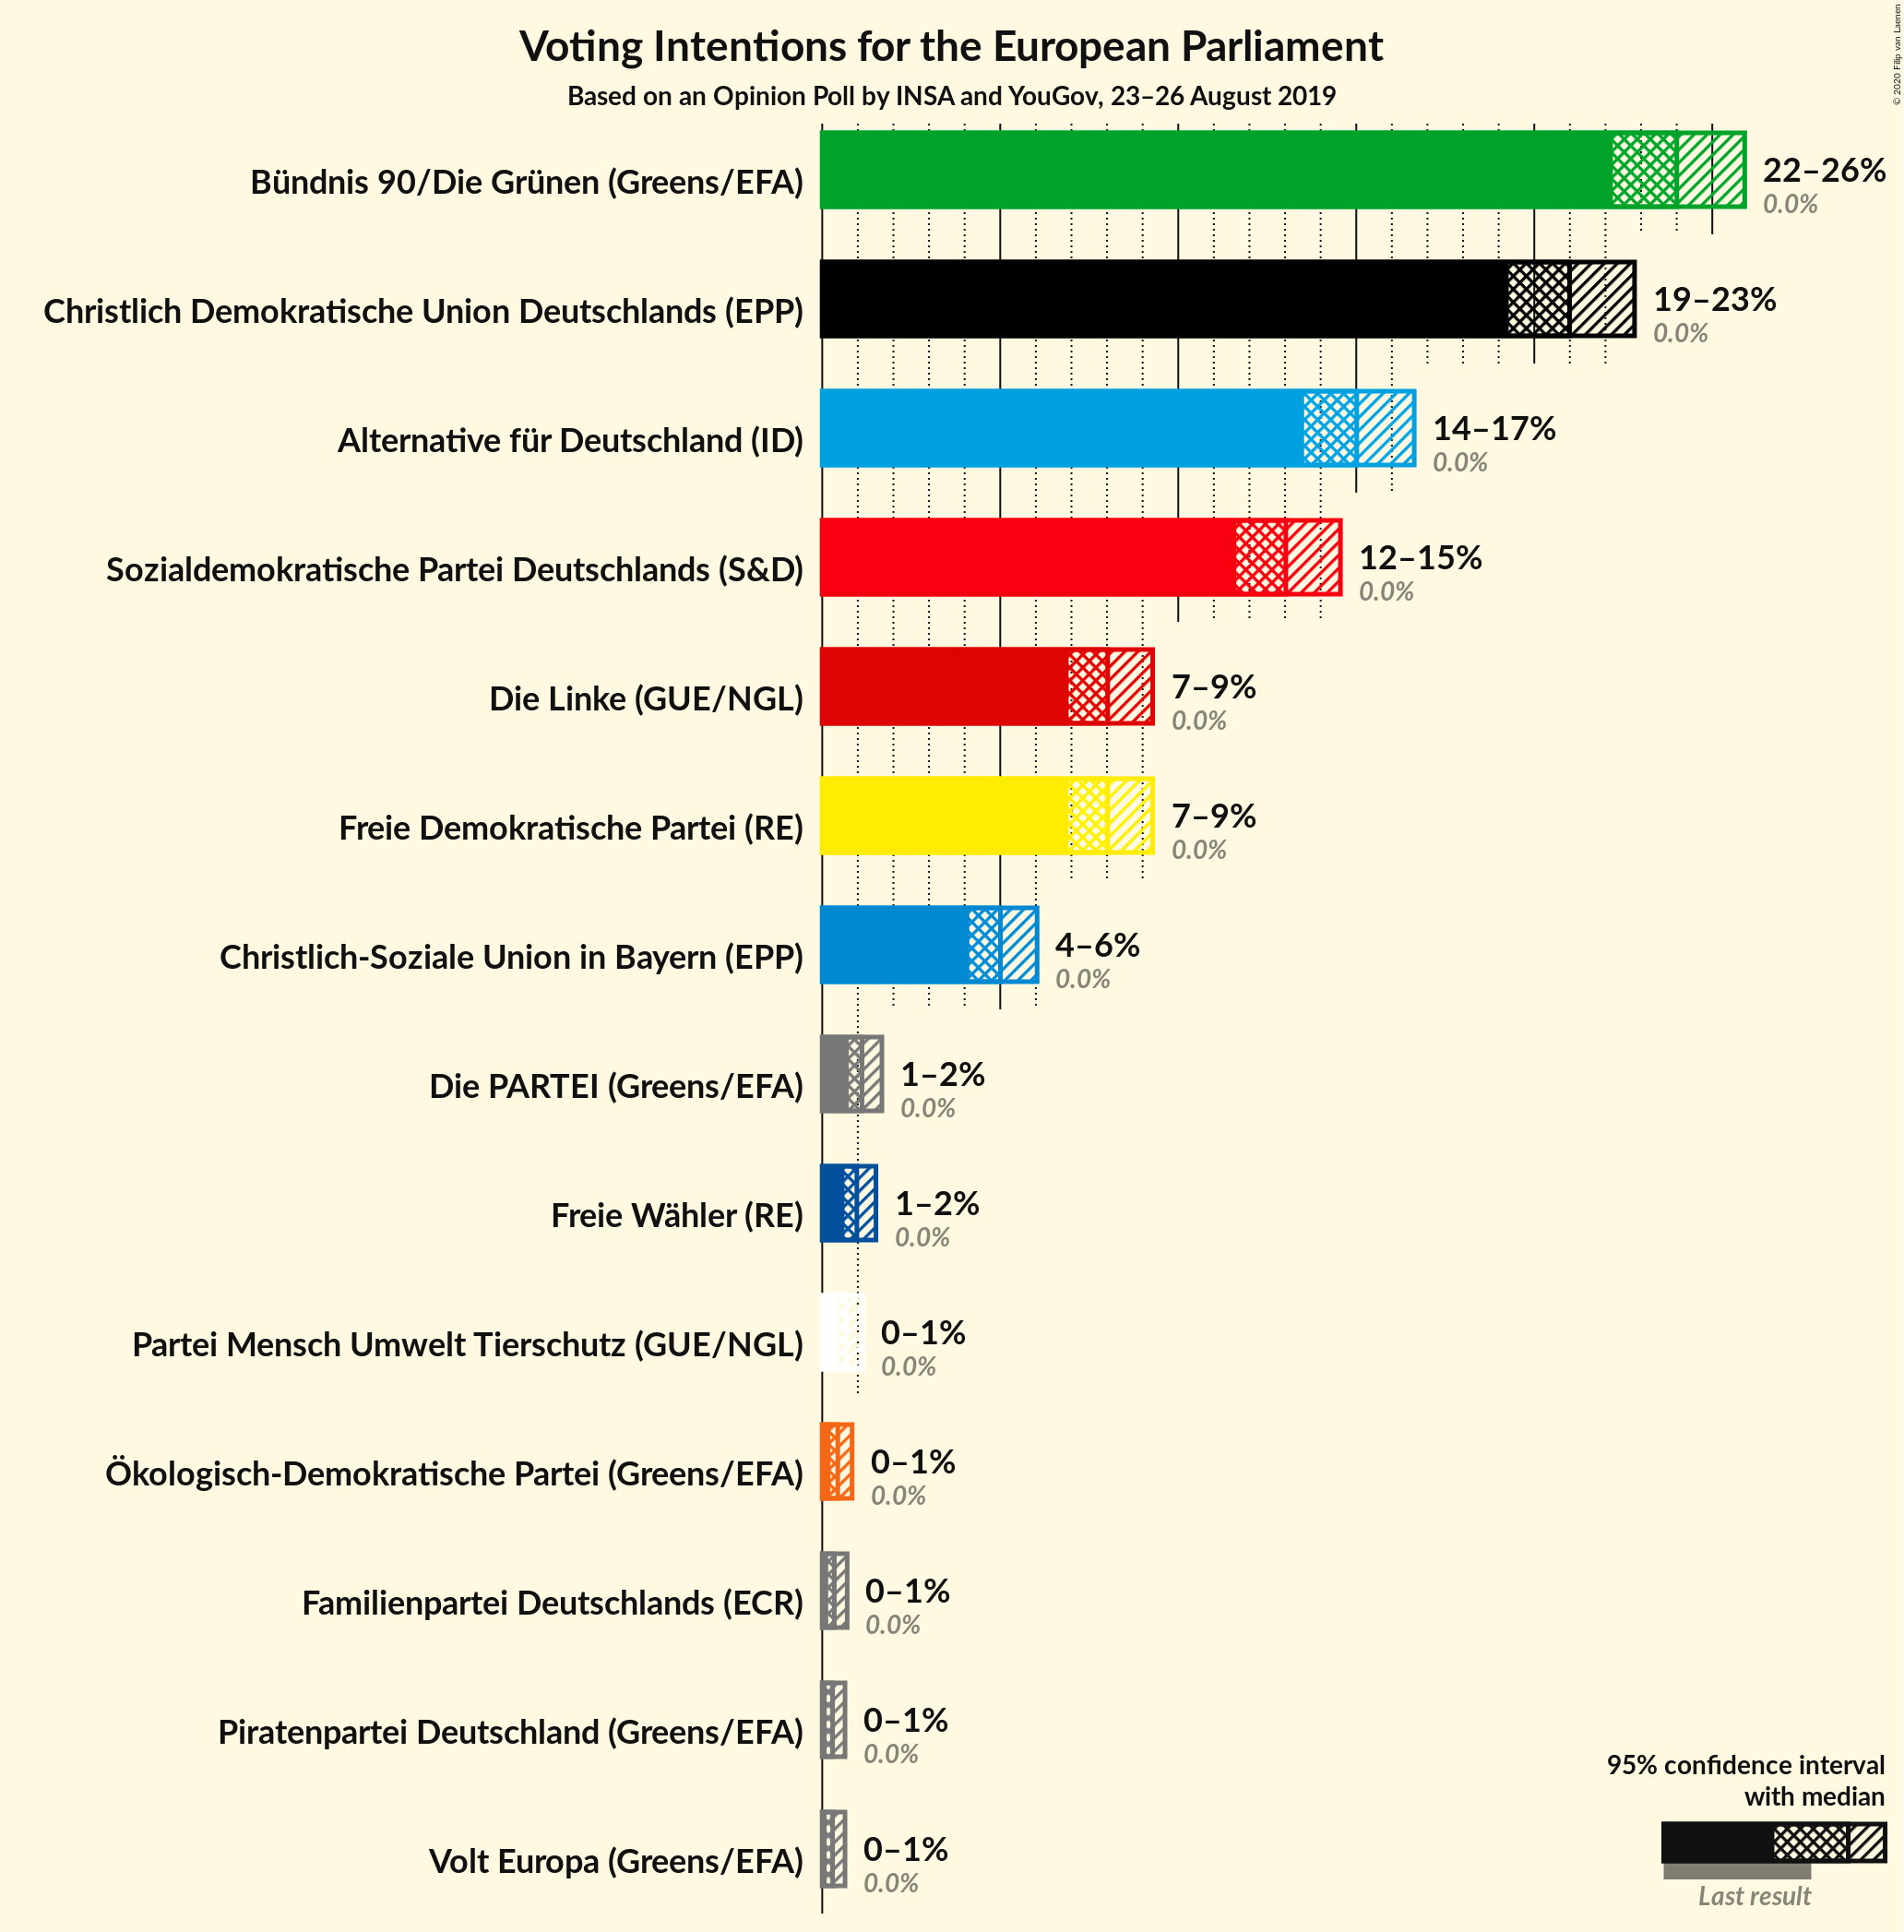 Voting Intentions for the European Parliament
Based on an Opinion Poll by INSA and YouGov, 23–26 August 2019
© 2020 Filip van Laenen
Bündnis 90/Die Grünen (Greens/EFA)
22–26%
0.0%
Christlich Demokratische Union Deutschlands (EPP)
19–23%
0.0%
Alternative für Deutschland (ID)
14–17%
0.0%
Sozialdemokratische Partei Deutschlands (S&D)
12–15%
0.0%
Die Linke (GUE/NGL)
7–9%
0.0%
Freie Demokratische Partei (RE)
7–9%
0.0%
Christlich-Soziale Union in Bayern (EPP)
4–6%
0.0%
Die PARTEI (Greens/EFA)
1–2%
0.0%
Freie Wähler (RE)
1–2%
0.0%
Partei Mensch Umwelt Tierschutz (GUE/NGL)
0–1%
0.0%
Ökologisch-Demokratische Partei (Greens/EFA)
0–1%
0.0%
Familienpartei Deutschlands (ECR)
0–1%
0.0%
Piratenpartei Deutschland (Greens/EFA)
0–1%
0.0%
Volt Europa (Greens/EFA)
0–1%
0.0%
95% confidence interval
with median
Last result